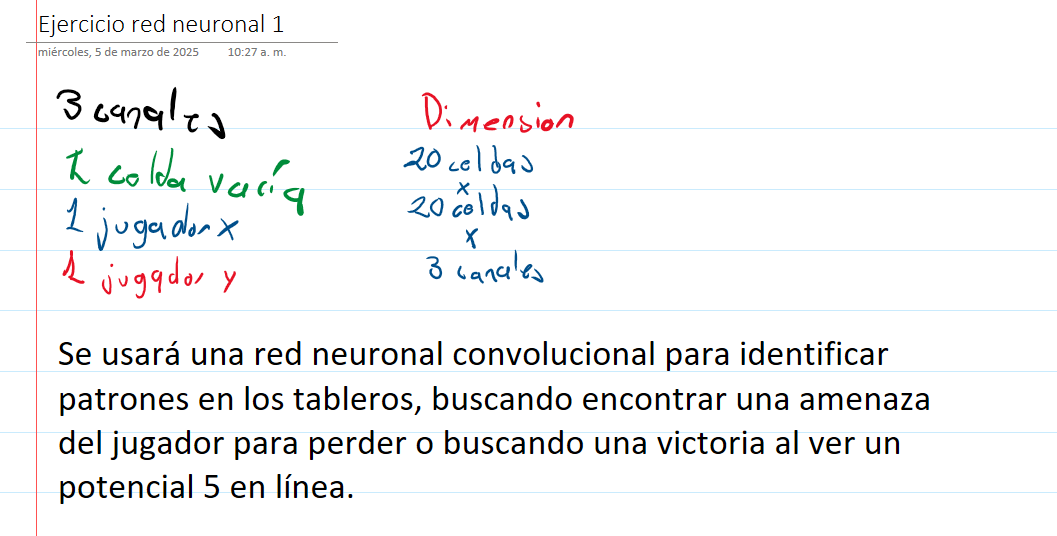 Ejercicio red neuronal 1
miércoles, 5 de marzo de 2025 10:27 a. m.
3 canales
1 celda vacía
1 jugador x
1 jugador y
Dimension
20 celdas
x
20 celdas
x
3 canales
Se usará una red neuronal convolucional para identificar
patrones en los tableros, buscando encontrar una amenaza
del jugador para perder o buscando una victoria al ver un
potencial 5 en línea.